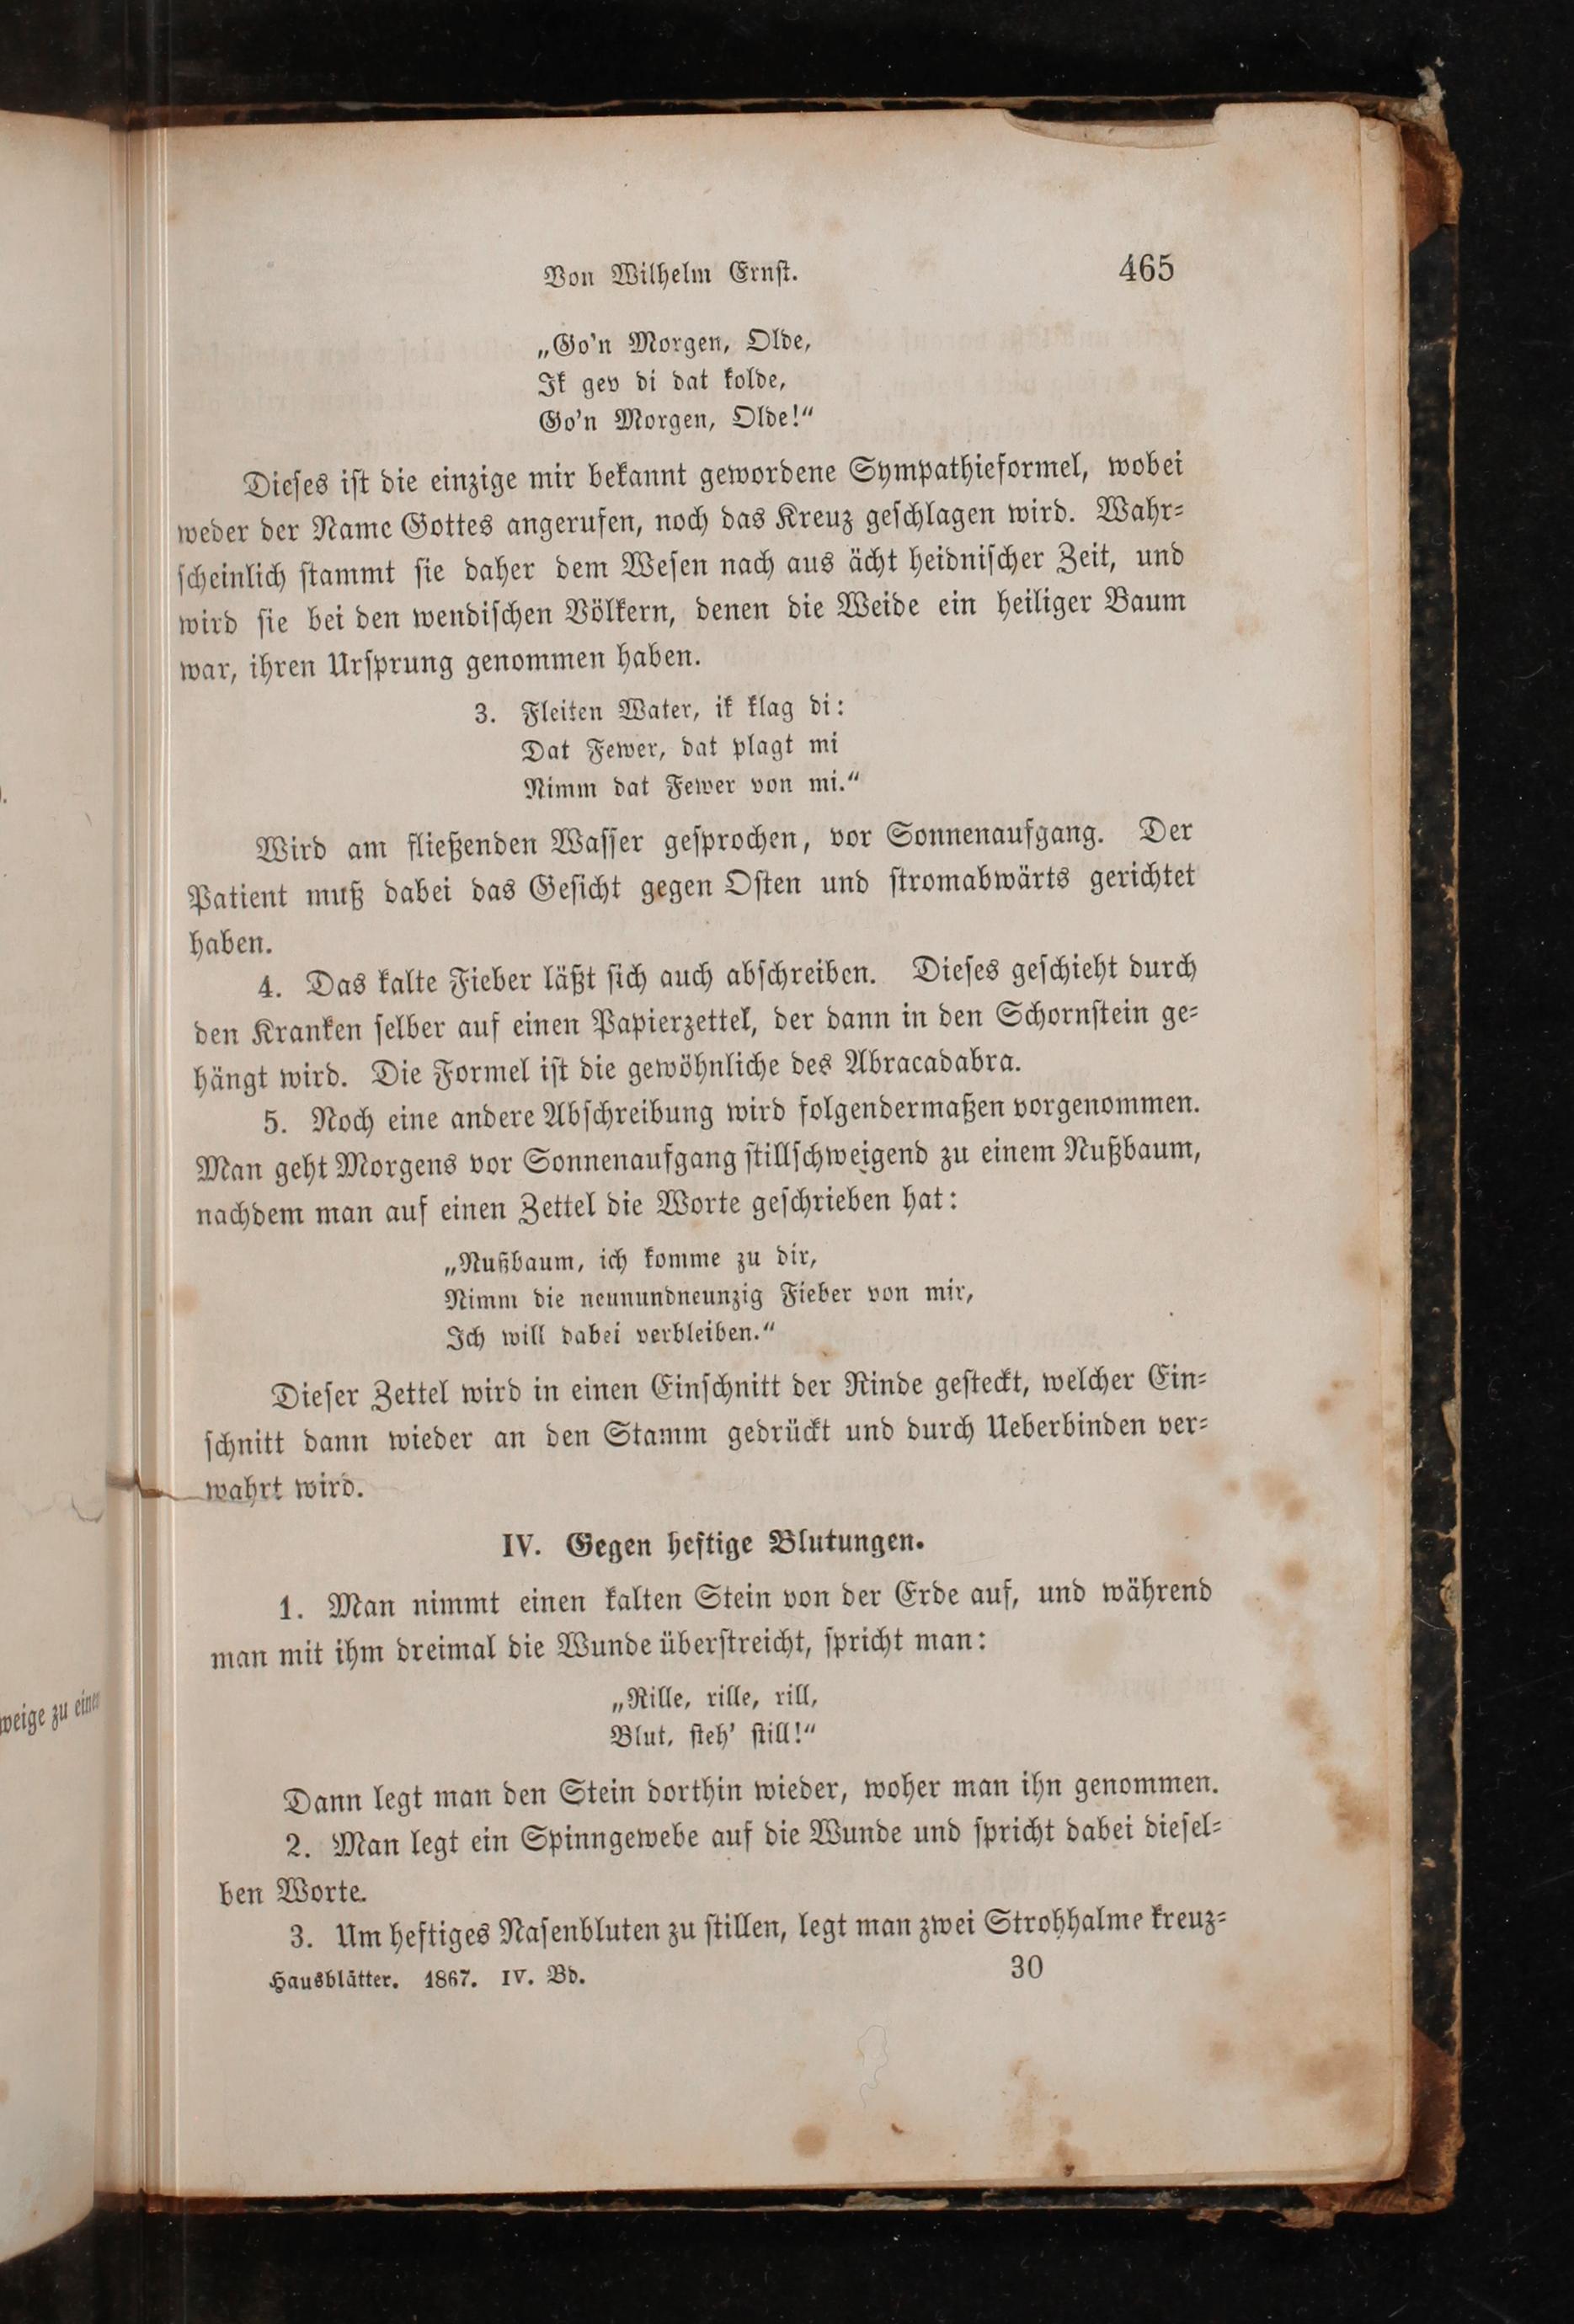 Von Wilhelm Ernst. 465
„Go'n Morgen, Olde,
Ik gev di dat kolde,
Go'n Morgen, Olde!“
Dieses ist die einzige mir bekannt gewordene Sympathieformel, wobei
weder der Name Gottes angerufen, noch das Kreuz geschlagen wird. Wahr-
scheinlich stammt sie daher dem Wesen nach aus ächt heidnischer Zeit, und
wird sie bei den wendischen Völkern, denen die Weide ein heiliger Baum
war, ihren Ursprung genommen haben.
3. Fleiten Water, ik klag di:
Dat Fewer, dat plagt mi
Nimm dat Fewer von mi.“
Wird am fließenden Wasser gesprochen, vor Sonnenaufgang. Der
Patient muß dabei das Gesicht gegen Osten und stromabwärts gerichtet
haben.
4. Das kalte Fieber läßt sich auch abschreiben. Dieses geschieht durch
den Kranken selber auf einen Papierzettel, der dann in den Schornstein ge-
hängt wird. Die Formel ist die gewöhnliche des Abracadabra.
5. Noch eine andere Abschreibung wird folgendermaßen vorgenommen.
Man geht Morgens vor Sonnenaufgang stillschweigend zu einem Nußbaum,
nachdem man auf einen Zettel die Worte geschrieben hat:
„Nußbaum, ich komme zu dir,
Nimm die neunundneunzig Fieber von mir,
Ich will dabei verbleiben.“
Dieser Zettel wird in einen Einschnitt der Rinde gesteckt, welcher Ein-
schnitt dann wieder an den Stamm gedrückt und durch Ueberbinden ver-
wahrt wird.
IV. Gegen heftige Blutungen.
1. Man nimmt einen kalten Stein von der Erde auf, und während
man mit ihm dreimal die Wunde überstreicht, spricht man:
weige zu einer
„Rille, rille, rill,
Blut, steh' still!“
Dann legt man den Stein dorthin wieder, woher man ihn genommen.
2. Man legt ein Spinngewebe auf die Wunde und spricht dabei diesel-
ben Worte.
3. Um heftiges Nasenbluten zu stillen, legt man zwei Strohhalme kreuz-
Hausblätter. 1867. IV. Bd. 30